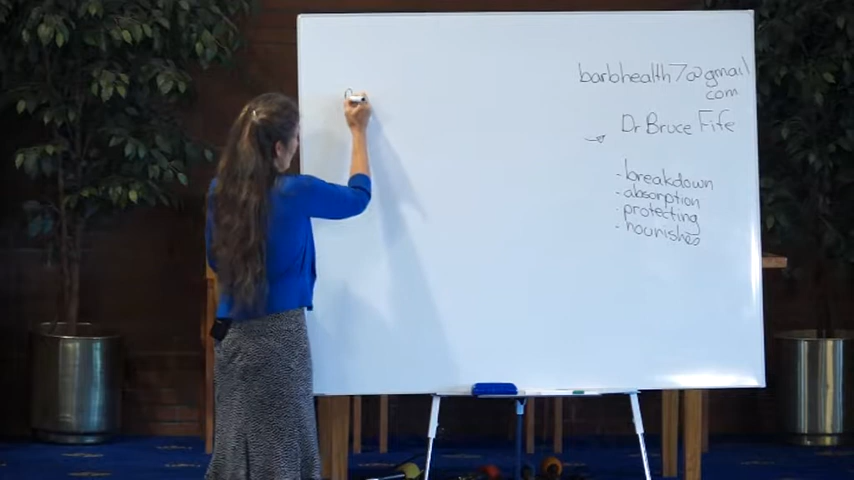 barbhealth7@gmail
com
Dr Bruce Fife
- breakdown
- absorption
- protecting
- nourishes